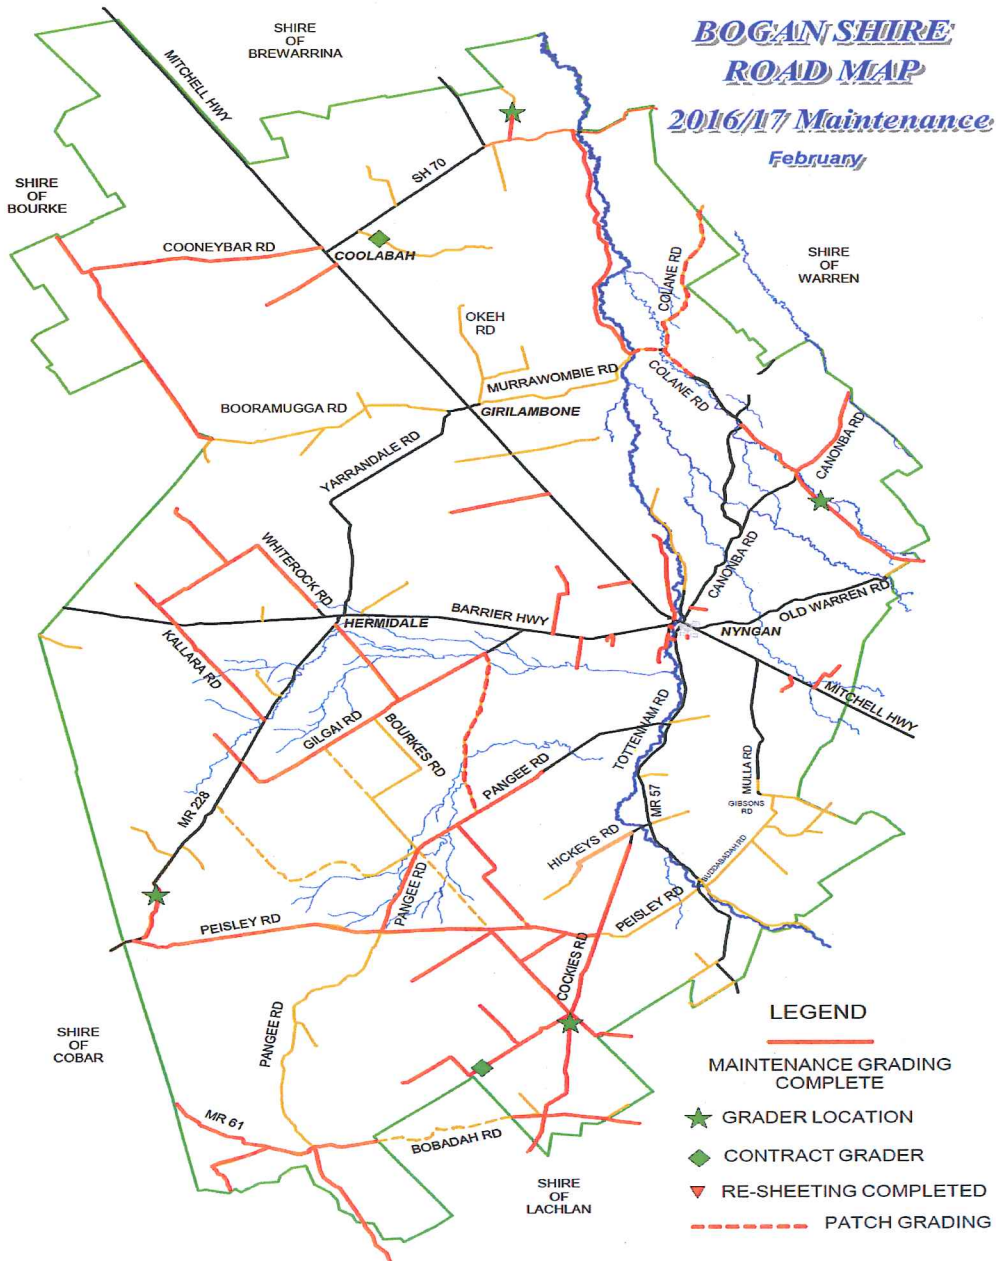 BOGAN SHIRE
ROAD MAP
2016/17 Maintenance
February
SHIRE
OF
BREWARRINA
MITCHELL HWY
SHIRE
OF
BOURKE
SH 70
COONEYBAR RD
COOLABAH
SHIRE
OF
WARREN
COLANE RD
OKEH
RD
MURRAWOMBIE RD
COLANE RD
BOORAMUGGA RD
GIRILAMBONE
CANONBA RD
YARRANDALE RD
WHITEROCK RD
CANONBA RD
BARRIER HWY
OLD WARREN RD
HERMIDALE
NYNGAN
KALLARA RD
MITCHELL HWY
GILGAI RD
BOURKES RD
TOTTENHAM RD
PANGEE RD
MULLA RD
MR 228
MR 57
GIBSONS
RD
HICKEYS RD
BUDDABADAH RD
PANGEE RD
PEISLEY RD
PEISLEY RD
COCKIES RD
PANGEE RD
SHIRE
OF
COBAR
MR 61
BOBADAH RD
SHIRE
OF
LACHLAN
LEGEND
MAINTENANCE GRADING
COMPLETE
GRADER LOCATION
CONTRACT GRADER
RE-SHEETING COMPLETED
PATCH GRADING